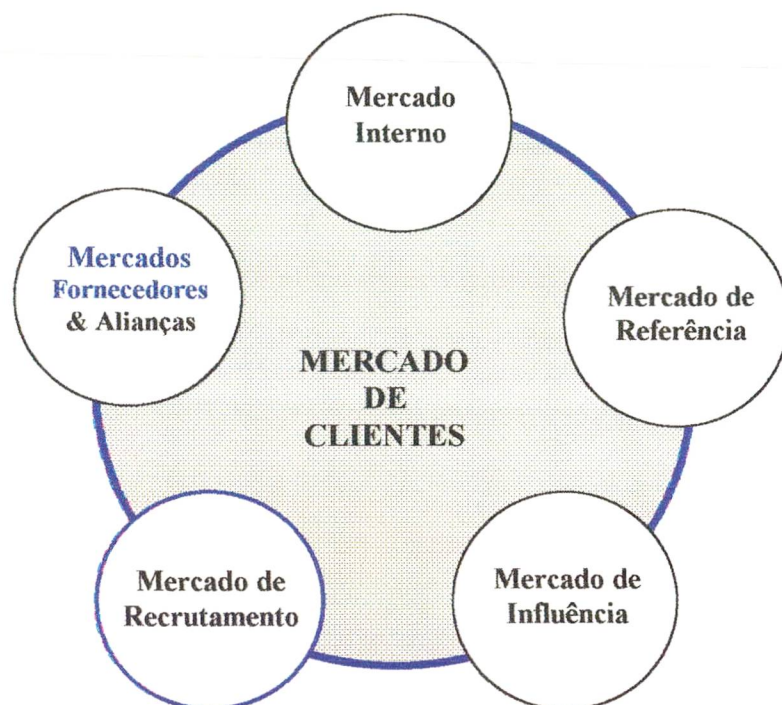 Mercado
Interno
Mercados
Fornecedores
& Alianças
Mercado de
Referência
MERCADO
DE
CLIENTES
Mercado de
Recrutamento
Mercado de
Influência